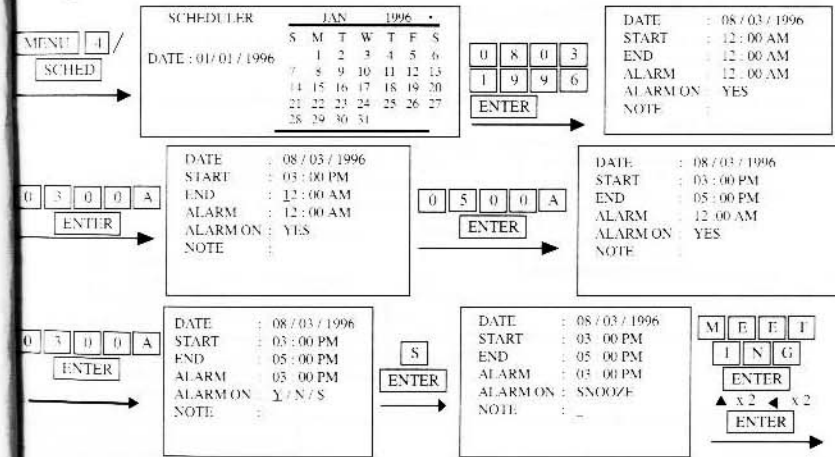 MENU 4 /
SCHED
SCHEDULER JAN 1996
DATE : 01 / 01 / 1996
S M T W T F S
1 2 3 4 5 6
7 8 9 10 11 12 13
14 15 16 17 18 19 20
21 22 23 24 25 26 27
28 29 30 31
0 8 0 3
1 9 9 6
ENTER
DATE : 08 / 03 / 1996
START : 12 : 00 AM
END : 12 : 00 AM
ALARM : 12 : 00 AM
ALARM ON : YES
NOTE :
0 3 0 0 A
ENTER
DATE : 08 / 03 / 1996
START : 03 : 00 PM
END : 12 : 00 AM
ALARM : 12 : 00 AM
ALARM ON : YES
NOTE :
0 5 0 0 A
ENTER
DATE : 08 / 03 / 1996
START : 03 : 00 PM
END : 05 : 00 PM
ALARM : 12 :00 AM
ALARM ON : YES
NOTE :
0 3 0 0 A
ENTER
DATE : 08 / 03 / 1996
START : 03 : 00 PM
END : 05 : 00 PM
ALARM : 03 : 00 PM
ALARM ON : Y / N / S
NOTE :
S
ENTER
DATE : 08 / 03 / 1996
START : 03 : 00 PM
END : 05 : 00 PM
ALARM : 03 : 00 PM
ALARM ON : SNOOZE
NOTE : _
M E E T
I N G
ENTER
▲ x 2 ◄ x 2
ENTER